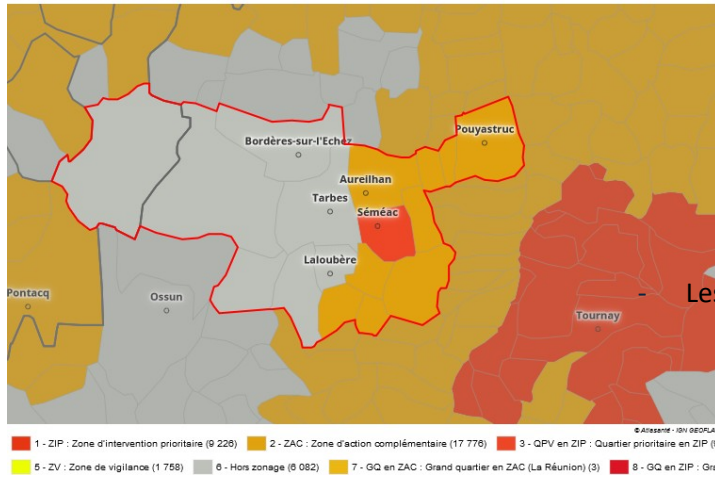 Pouyastruc
Bordères-sur-l'Echez
Aureilhan
Tarbes
Séméac
Laloubère
Pontacq
Ossun
- Les
Tournay
© Atlasanté - IGN GEOFLA
1 - ZIP : Zone d'intervention prioritaire (9 226)
2 - ZAC : Zone d'action complémentaire (17 776)
3 - QPV en ZIP : Quartier prioritaire en ZIP
5 - ZV : Zone de vigilance (1 758)
6 - Hors zonage (6 082)
7 - GQ en ZAC : Grand quartier en ZAC (La Réunion) (3)
8 - GQ en ZIP : Gra